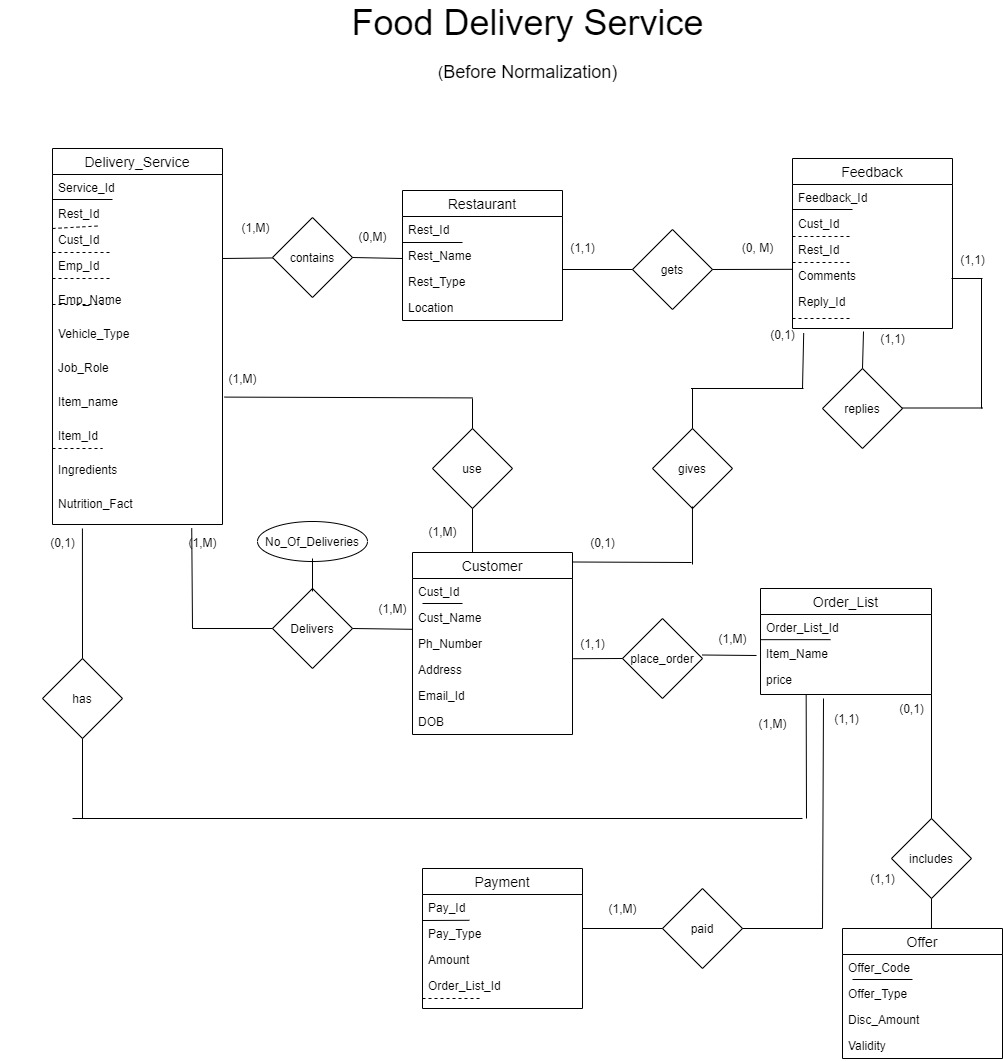 Food Delivery Service
(Before Normalization)
Delivery_Service
Service_Id
Rest_Id
Cust_Id
Emp_Id
Emp_Name
Vehicle_Type
Job_Role
Item_name
Item_Id
Ingredients
Nutrition_Fact
(1,M)
contains
(0,M)
Restaurant
Rest_Id
Rest_Name
Rest_Type
Location
(1,1)
gets
(0, M)
Feedback
Feedback_Id
Cust_Id
Rest_Id
Comments
Reply_Id
(1,1)
(0,1)
(1,1)
replies
(1,M)
use
(1,M)
gives
(0,1)
(0,1)
(1,M)
No_Of_Deliveries
Delivers
(1,M)
has
Customer
Cust_Id
Cust_Name
Ph_Number
Address
Email_Id
DOB
(1,1)
place_order
(1,M)
Order_List
Order_List_Id
Item_Name
price
(1,M)
(1,1)
(0,1)
includes
(1,1)
Payment
Pay_Id
Pay_Type
Amount
Order_List_Id
(1,M)
paid
Offer
Offer_Code
Offer_Type
Disc_Amount
Validity